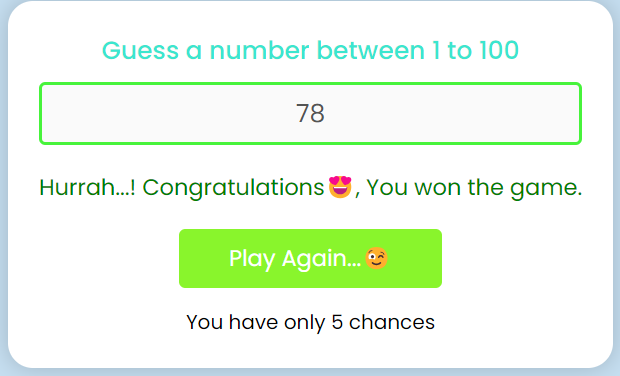 Guess a number between 1 to 100
78
Hurrah...! Congratulations😍, You won the game.
Play Again...😉
You have only 5 chances